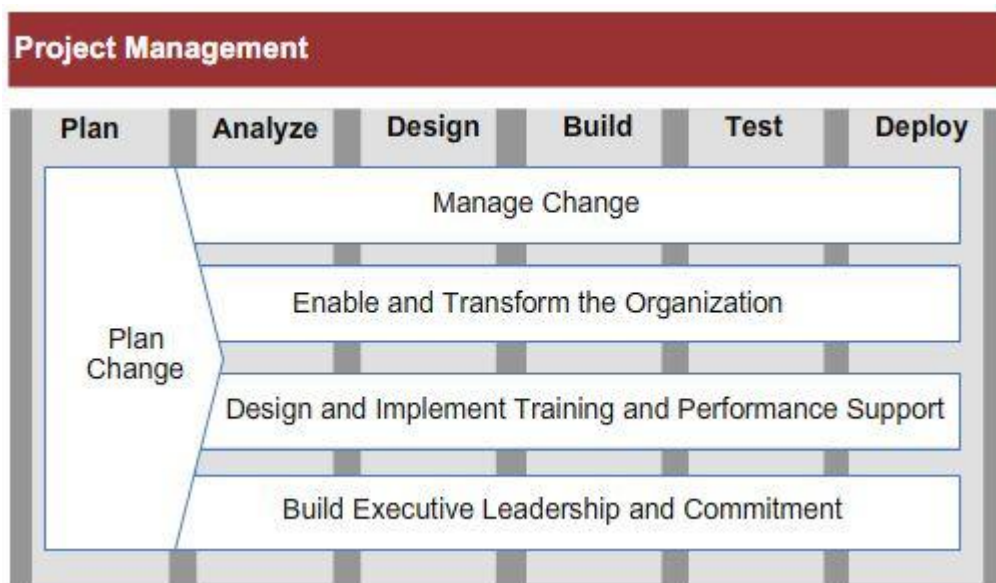 Project Management
Plan Analyze Design Build Test Deploy
Manage Change
Enable and Transform the Organization
Plan
Change
Design and Implement Training and Performance Support
Build Executive Leadership and Commitment